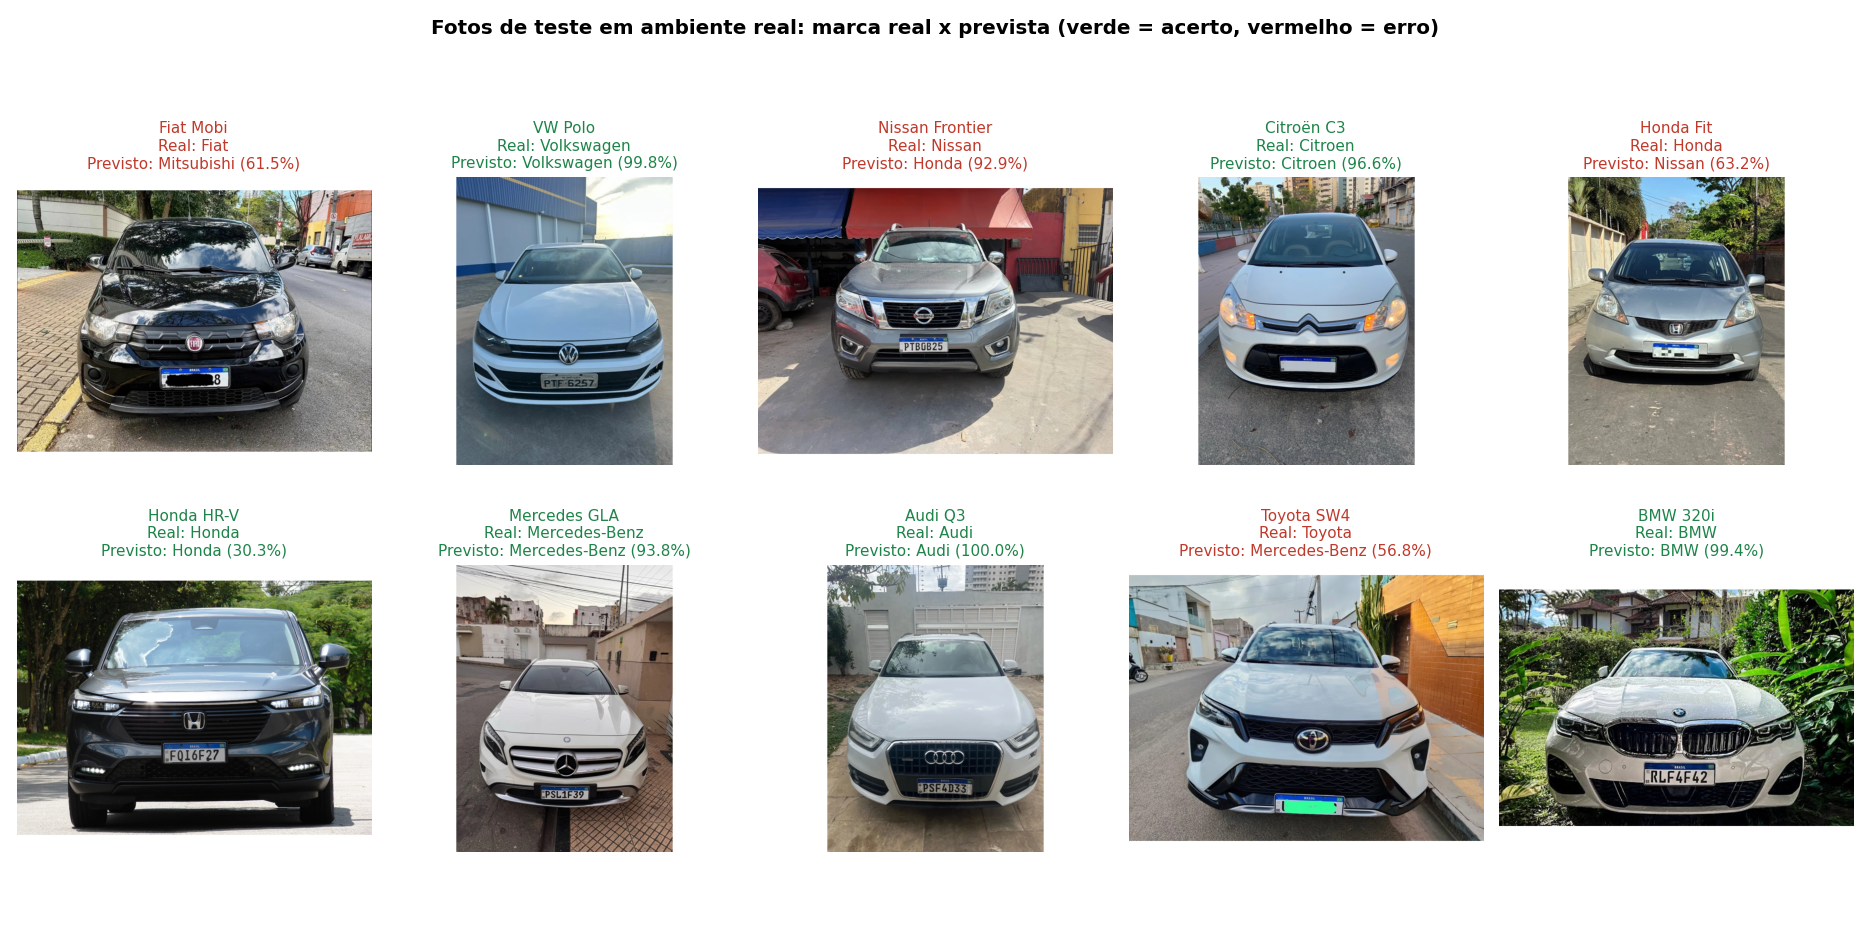 Fotos de teste em ambiente real: marca real x prevista (verde = acerto, vermelho = erro)
Fiat Mobi
Real: Fiat
Previsto: Mitsubishi (61.5%)
VW Polo
Real: Volkswagen
Previsto: Volkswagen (99.8%)
Nissan Frontier
Real: Nissan
Previsto: Honda (92.9%)
Citroën C3
Real: Citroen
Previsto: Citroen (96.6%)
Honda Fit
Real: Honda
Previsto: Nissan (63.2%)
FIAT
8
PTF 6257
PTB0B25
Honda HR-V
Real: Honda
Previsto: Honda (30.3%)
Mercedes GLA
Real: Mercedes-Benz
Previsto: Mercedes-Benz (93.8%)
Audi Q3
Real: Audi
Previsto: Audi (100.0%)
Toyota SW4
Real: Toyota
Previsto: Mercedes-Benz (56.8%)
BMW 320i
Real: BMW
Previsto: BMW (99.4%)
BRASIL
FQI6F27
PSL1F39
PSF4D33
BRASIL
BRASIL
RLF4F42